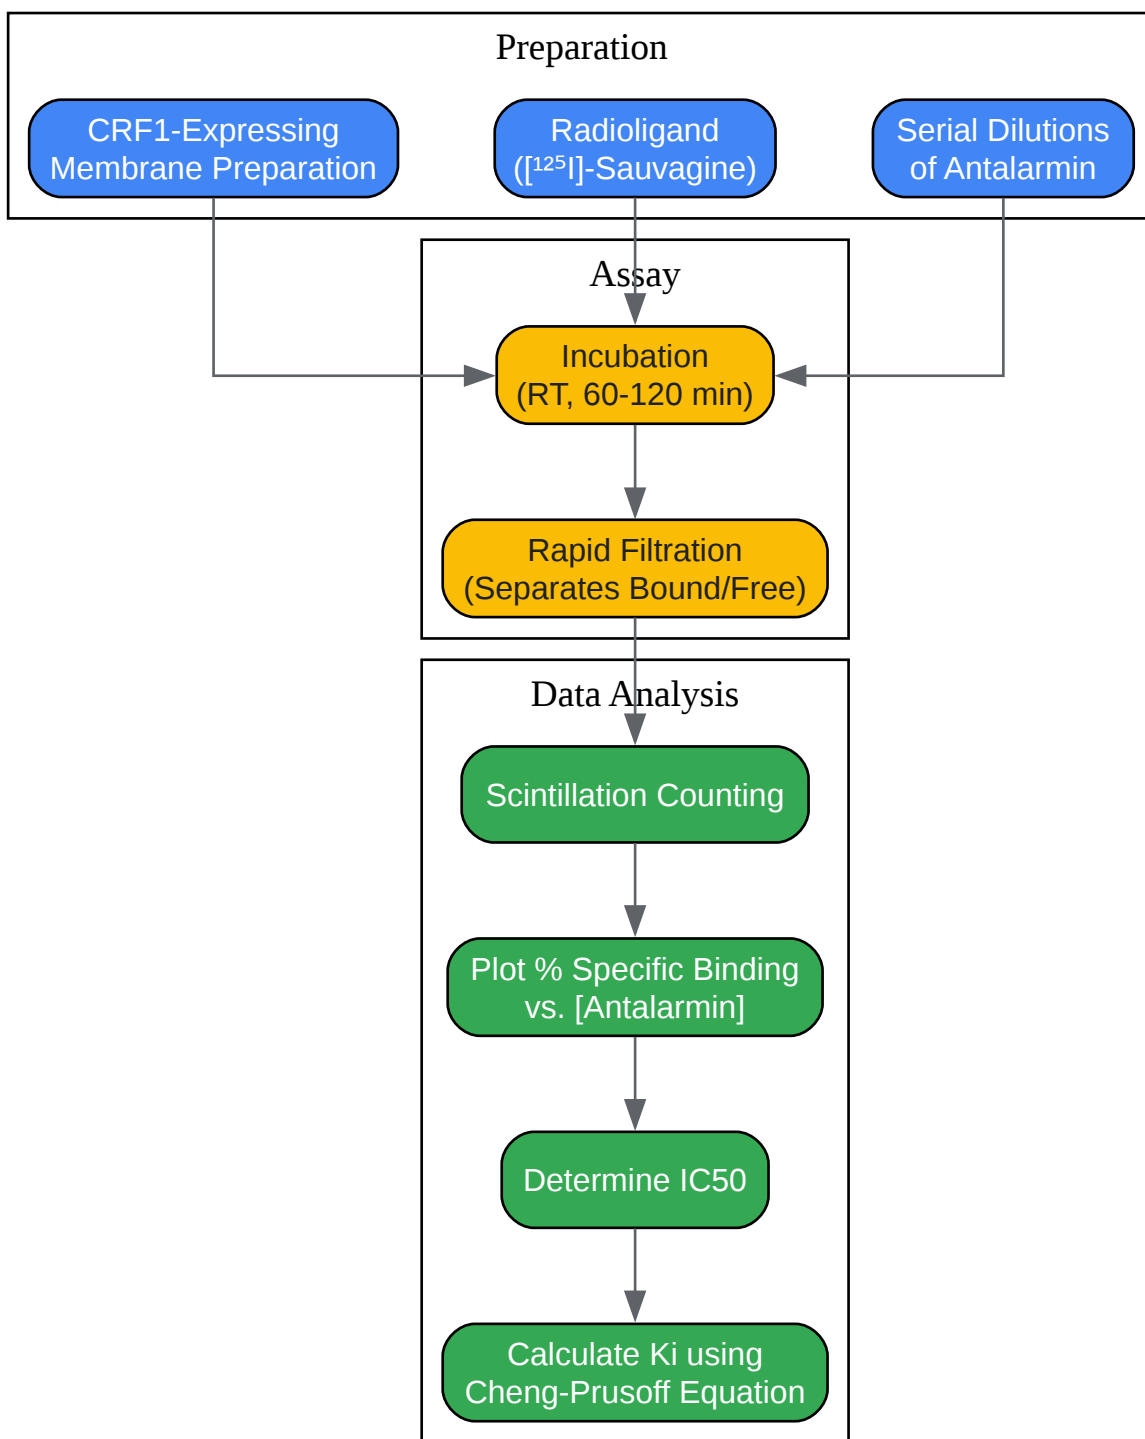 Preparation
CRF1-Expressing
Membrane Preparation
Radioligand
([¹²⁵I]-Sauvagine)
Serial Dilutions
of Antalarmin
Assay
Incubation
(RT, 60-120 min)
Rapid Filtration
(Separates Bound/Free)
Data Analysis
Scintillation Counting
Plot % Specific Binding
vs. [Antalarmin]
Determine IC50
Calculate Ki using
Cheng-Prusoff Equation